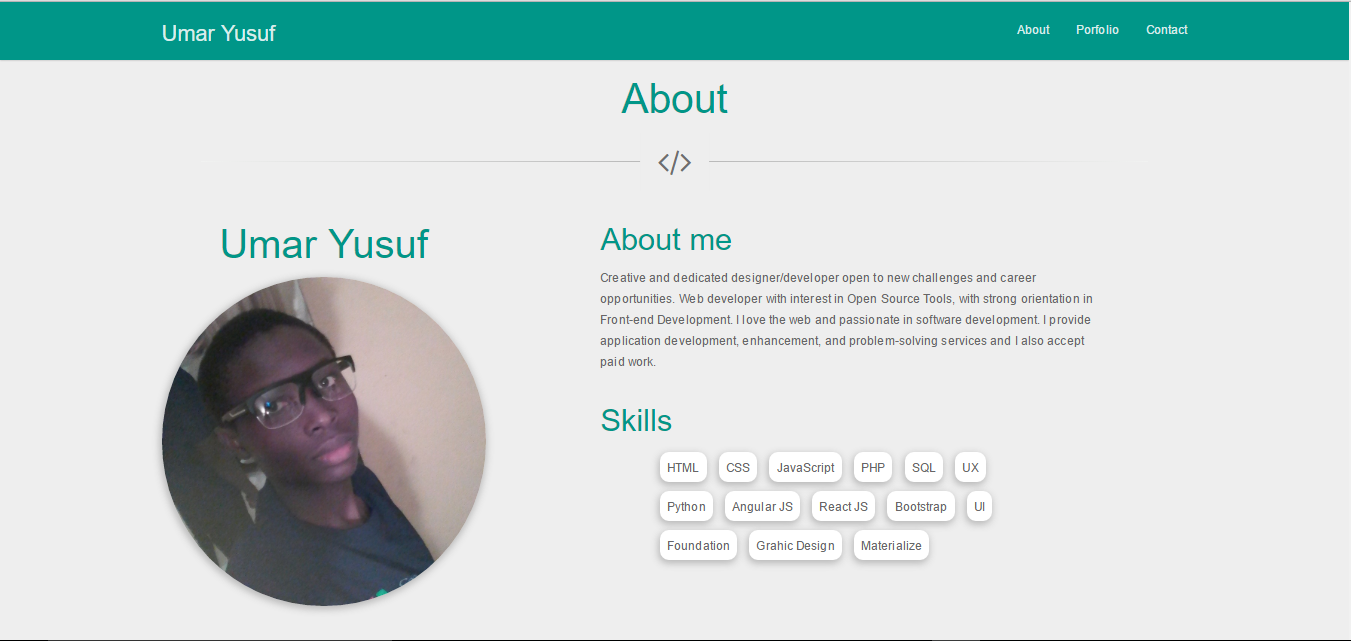 Umar Yusuf
About Porfolio Contact
About
</>
Umar Yusuf
About me
Creative and dedicated designer/developer open to new challenges and career
opportunities. Web developer with interest in Open Source Tools, with strong orientation in
Front-end Development. I love the web and passionate in software development. I provide
application development, enhancement, and problem-solving services and I also accept
paid work.
Skills
HTML CSS JavaScript PHP SQL UX
Python Angular JS React JS Bootstrap UI
Foundation Grahic Design Materialize